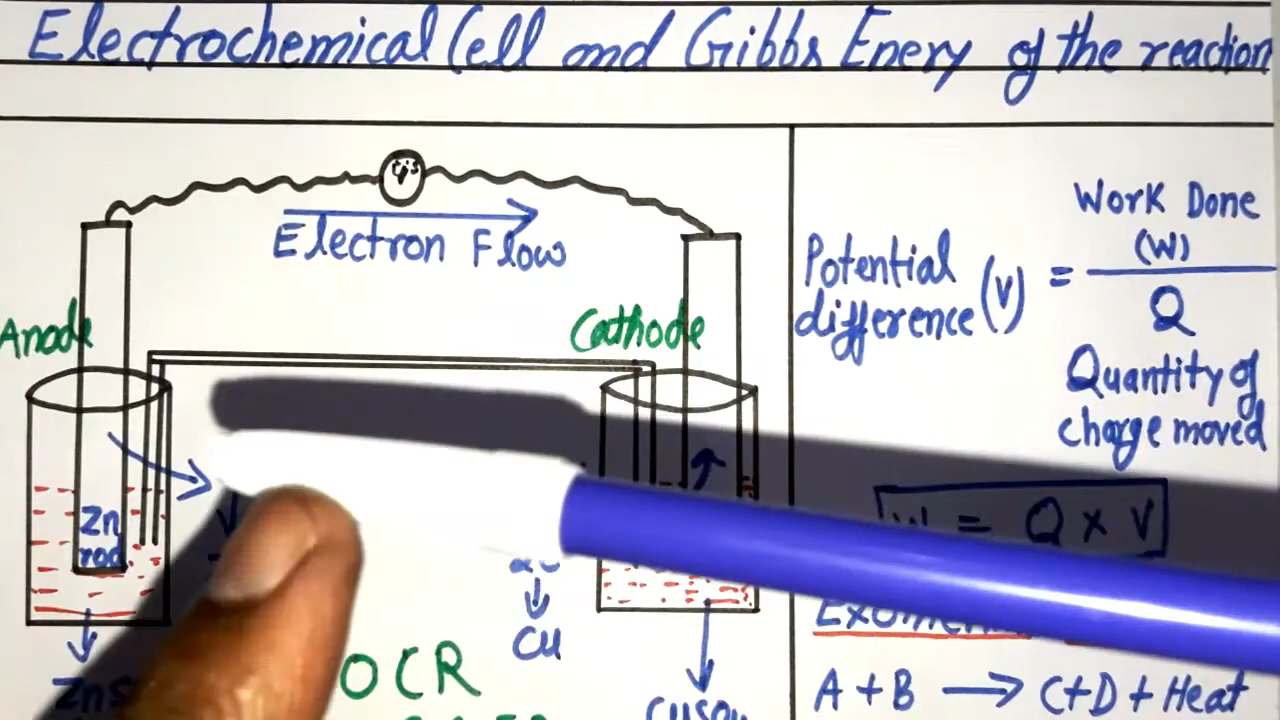 Electrochemical Cell and Gibbs Enery of the reaction
Electron Flow
Anode
Cathode
Zn
rod
Cu
OCR
Work Done
(W)
Potential
difference (V) =
Q
Quantity of
charge moved
W = Q x V
A + B → C+D + Heat